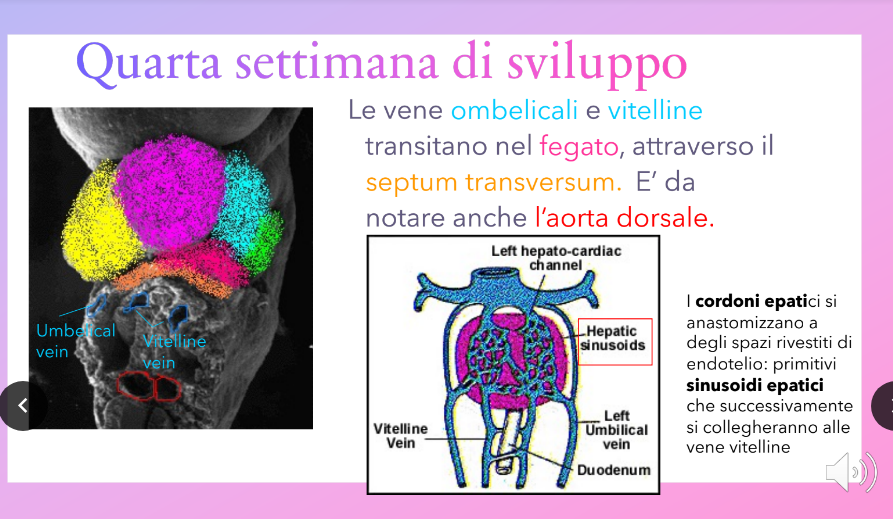 Quarta settimana di sviluppo
Le vene ombelicali e vitelline
transitano nel fegato, attraverso il
septum transversum. E' da
notare anche l'aorta dorsale.
Umbelical
vein
Vitelline
vein
Left hepato-cardiac
channel
Hepatic
sinusoids
Vitelline
Vein
Left
Umbilical
vein
Duodenum
I cordoni epatici si
anastomizzano a
degli spazi rivestiti di
endotelio: primitivi
sinusoidi epatici
che successivamente
si collegheranno alle
vene vitelline